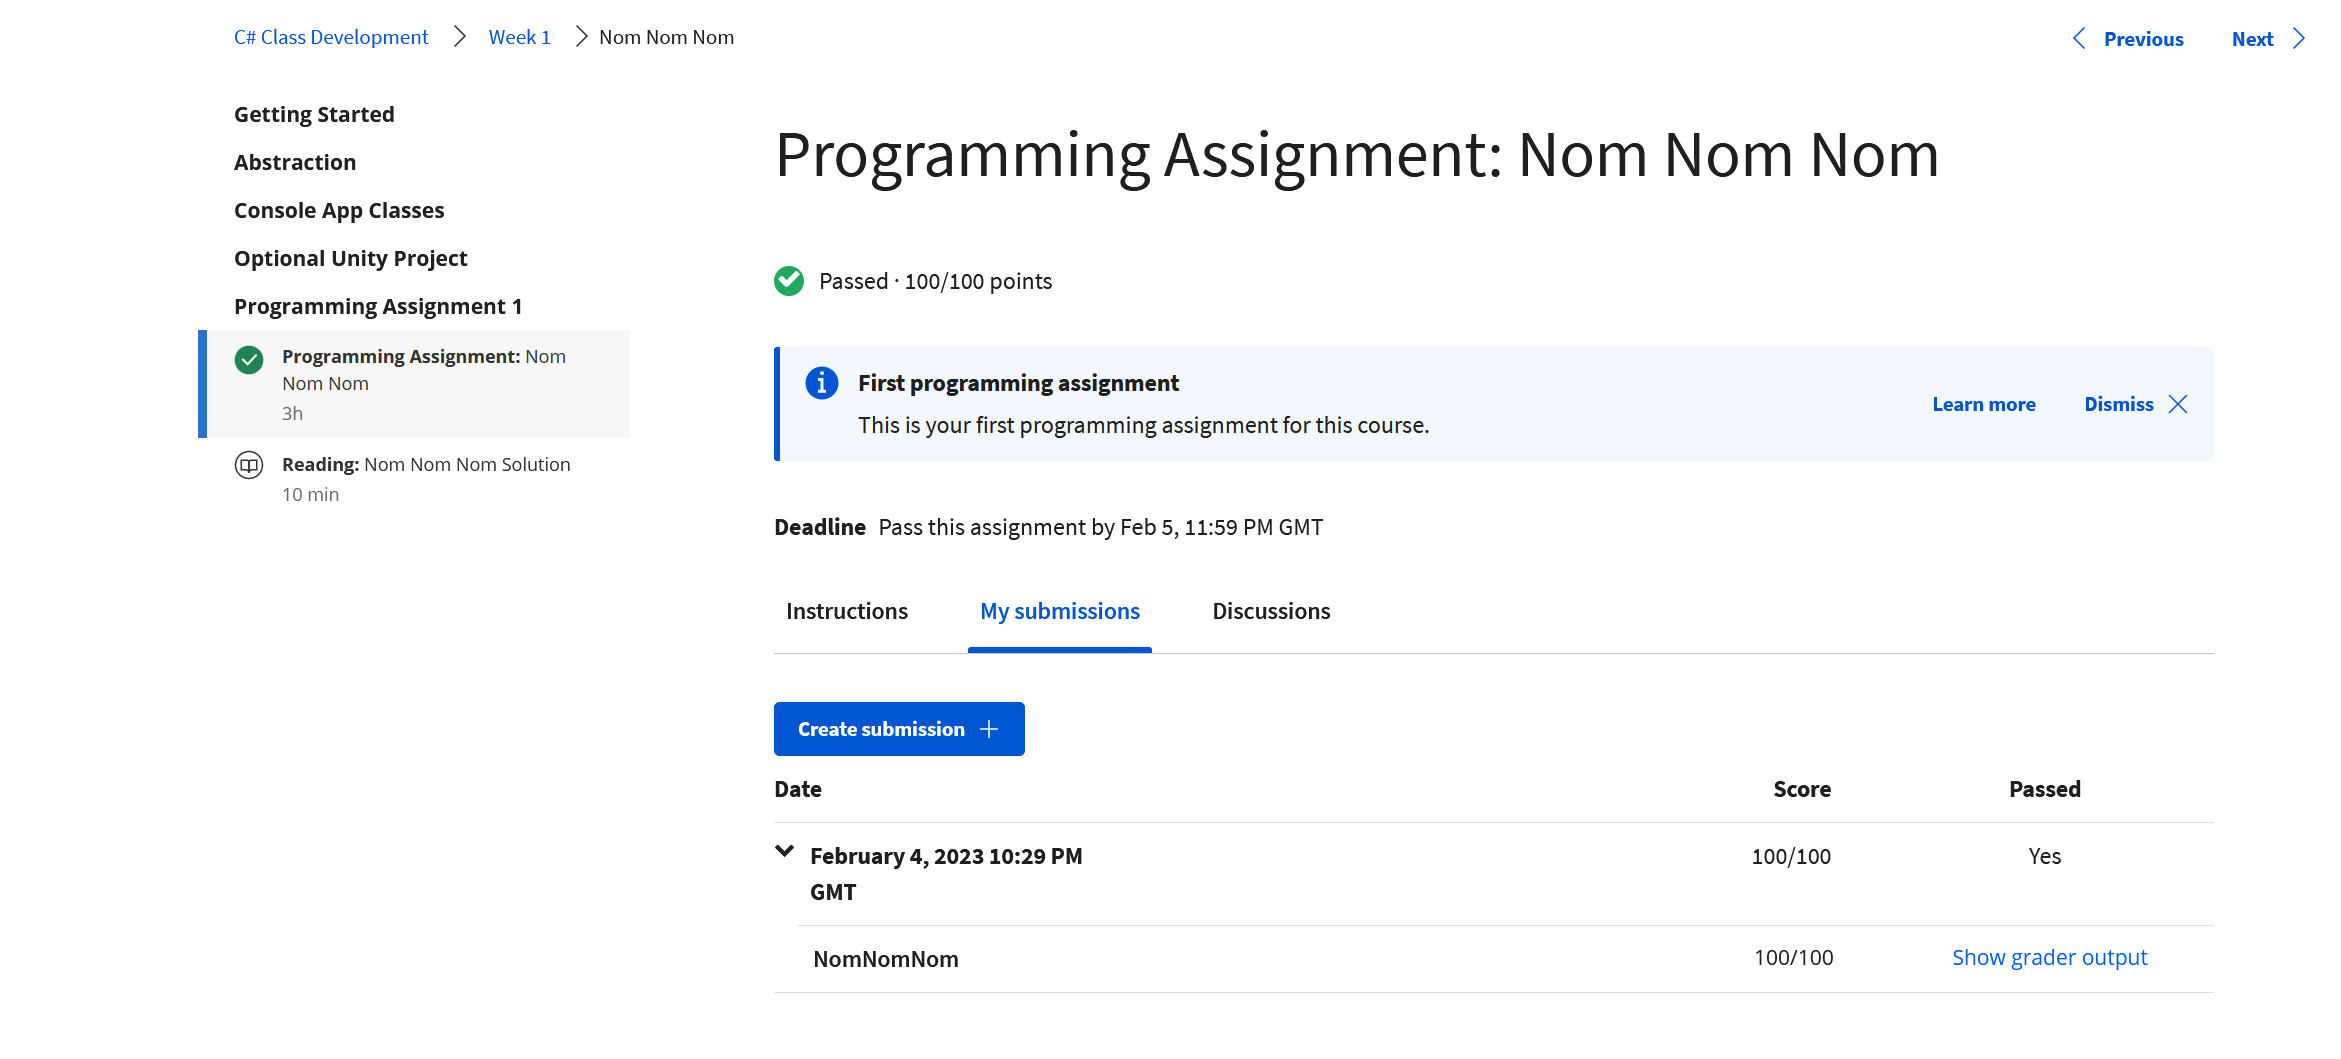 C# Class Development
Week 1
Nom Nom Nom
Previous
Next
Getting Started
Abstraction
Console App Classes
Optional Unity Project
Programming Assignment 1
Programming Assignment: Nom
Nom Nom
3h
Reading: Nom Nom Nom Solution
10 min
Programming Assignment: Nom Nom Nom
Passed · 100/100 points
First programming assignment
This is your first programming assignment for this course.
Learn more
Dismiss
Deadline Pass this assignment by Feb 5, 11:59 PM GMT
Instructions
My submissions
Discussions
Create submission
Date Score Passed
February 4, 2023 10:29 PM 100/100 Yes
GMT
NomNomNom 100/100 Show grader output